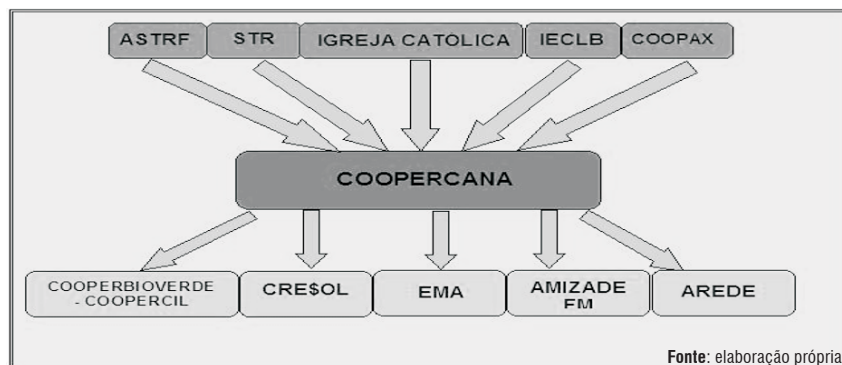 ASTRF
STR
IGREJA CATOLICA
IECLB
COOPAX
COOPERCANA
COOPERBIOVERDE
- COOPERCIL
CRE$OL
EMA
AMIZADE
FM
AREDE
Fonte: elaboração própria